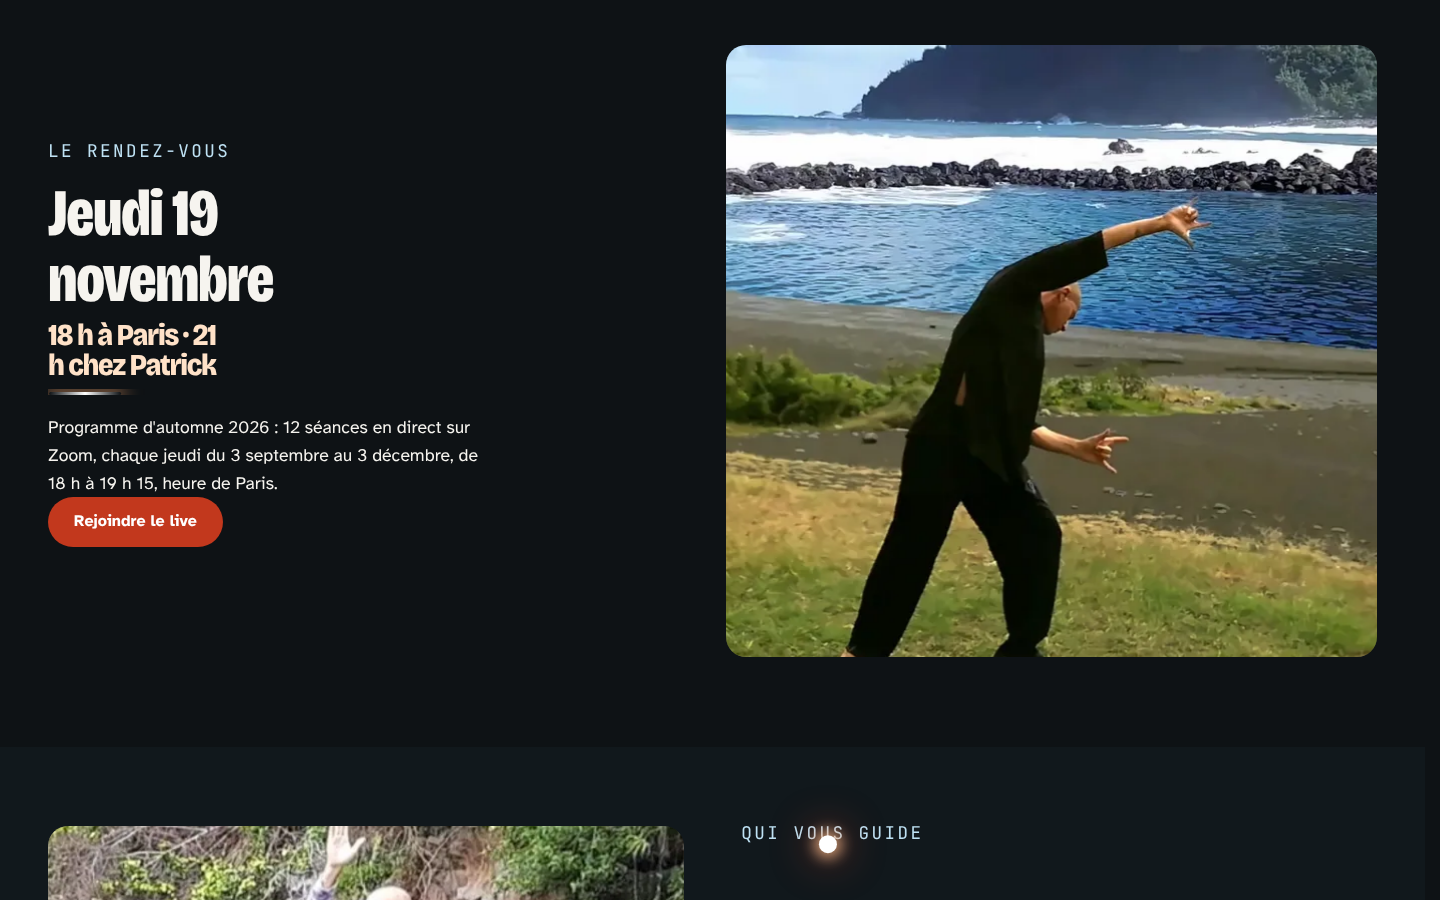 LE RENDEZ-VOUS
Jeudi 19
novembre
18 h à Paris · 21
h chez Patrick
Programme d'automne 2026 : 12 séances en direct sur
Zoom, chaque jeudi du 3 septembre au 3 décembre, de
18 h à 19 h 15, heure de Paris.
Rejoindre le live
QUI VOUS GUIDE